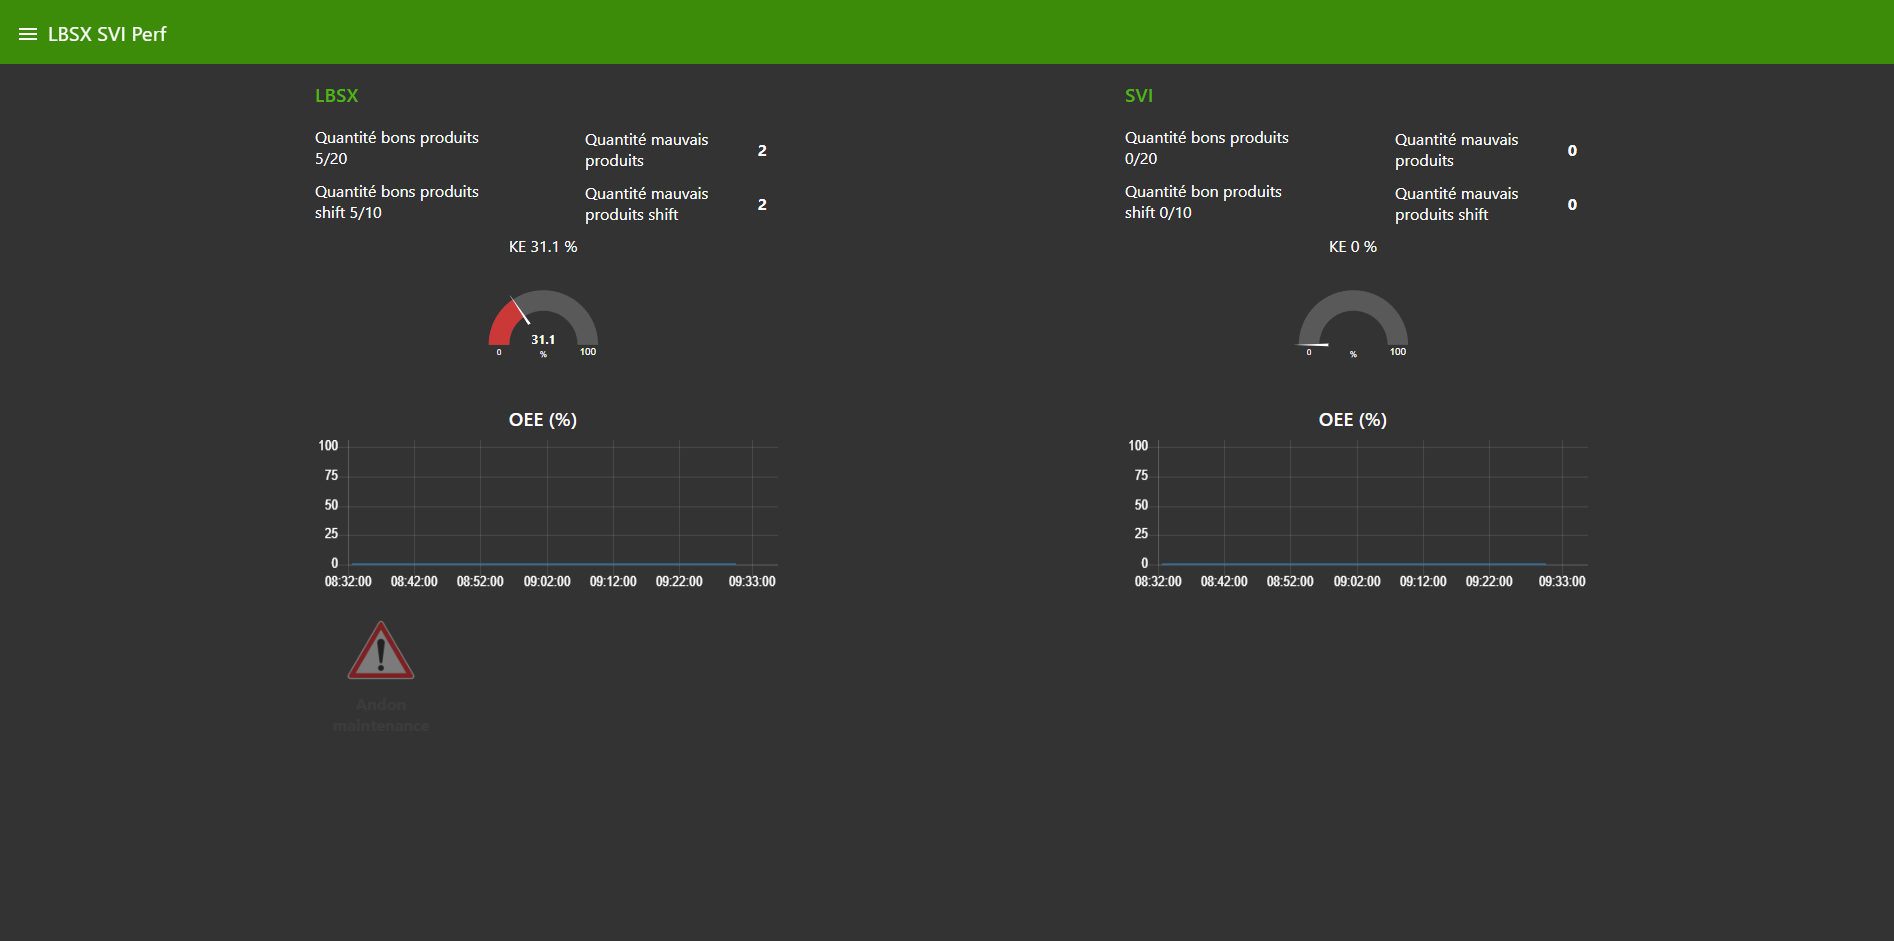 LBSX SVI Perf
LBSX
Quantité bons produits
5/20
Quantité mauvais
produits
2
Quantité bons produits
shift 5/10
Quantité mauvais
produits shift
2
KE 31.1 %
31.1
%
0
100
OEE (%)
100
75
50
25
0
08:32:00 08:42:00 08:52:00 09:02:00 09:12:00 09:22:00 09:33:00
Andon
maintenance
SVI
Quantité bons produits
0/20
Quantité mauvais
produits
0
Quantité bon produits
shift 0/10
Quantité mauvais
produits shift
0
KE 0 %
0
%
100
OEE (%)
100
75
50
25
0
08:32:00 08:42:00 08:52:00 09:02:00 09:12:00 09:22:00 09:33:00